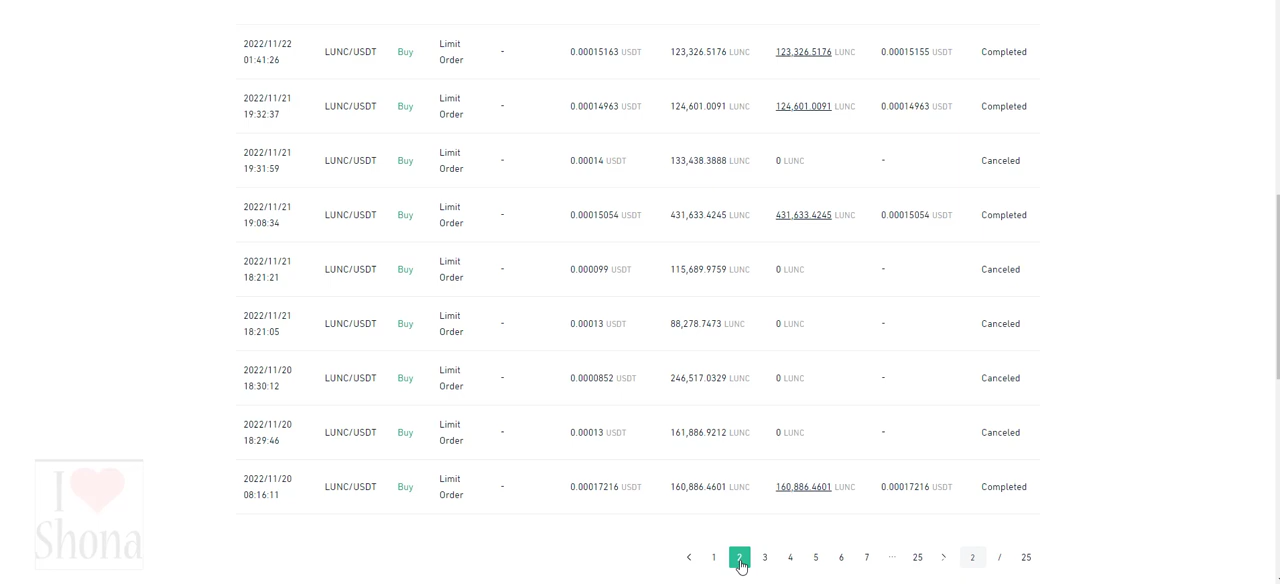 2022/11/22 01:41:26 LUNC/USDT Buy Limit Order - 0.00015163 USDT 123,326.5176 LUNC 123,326.5176 LUNC 0.00015155 USDT Completed
2022/11/21 19:32:37 LUNC/USDT Buy Limit Order - 0.00014963 USDT 124,601.0091 LUNC 124,601.0091 LUNC 0.00014963 USDT Completed
2022/11/21 19:31:59 LUNC/USDT Buy Limit Order - 0.00014 USDT 133,438.3888 LUNC 0 LUNC - Canceled
2022/11/21 19:08:34 LUNC/USDT Buy Limit Order - 0.00015054 USDT 431,633.4245 LUNC 431,633.4245 LUNC 0.00015054 USDT Completed
2022/11/21 18:21:21 LUNC/USDT Buy Limit Order - 0.000099 USDT 115,689.9759 LUNC 0 LUNC - Canceled
2022/11/21 18:21:05 LUNC/USDT Buy Limit Order - 0.00013 USDT 88,278.7473 LUNC 0 LUNC - Canceled
2022/11/20 18:30:12 LUNC/USDT Buy Limit Order - 0.0000852 USDT 246,517.0329 LUNC 0 LUNC - Canceled
2022/11/20 18:29:46 LUNC/USDT Buy Limit Order - 0.00013 USDT 161,886.9212 LUNC 0 LUNC - Canceled
2022/11/20 08:16:11 LUNC/USDT Buy Limit Order - 0.00017216 USDT 160,886.4601 LUNC 160,886.4601 LUNC 0.00017216 USDT Completed
I
Shona
< 1 2 3 4 5 6 7 ··· 25 > 2 / 25